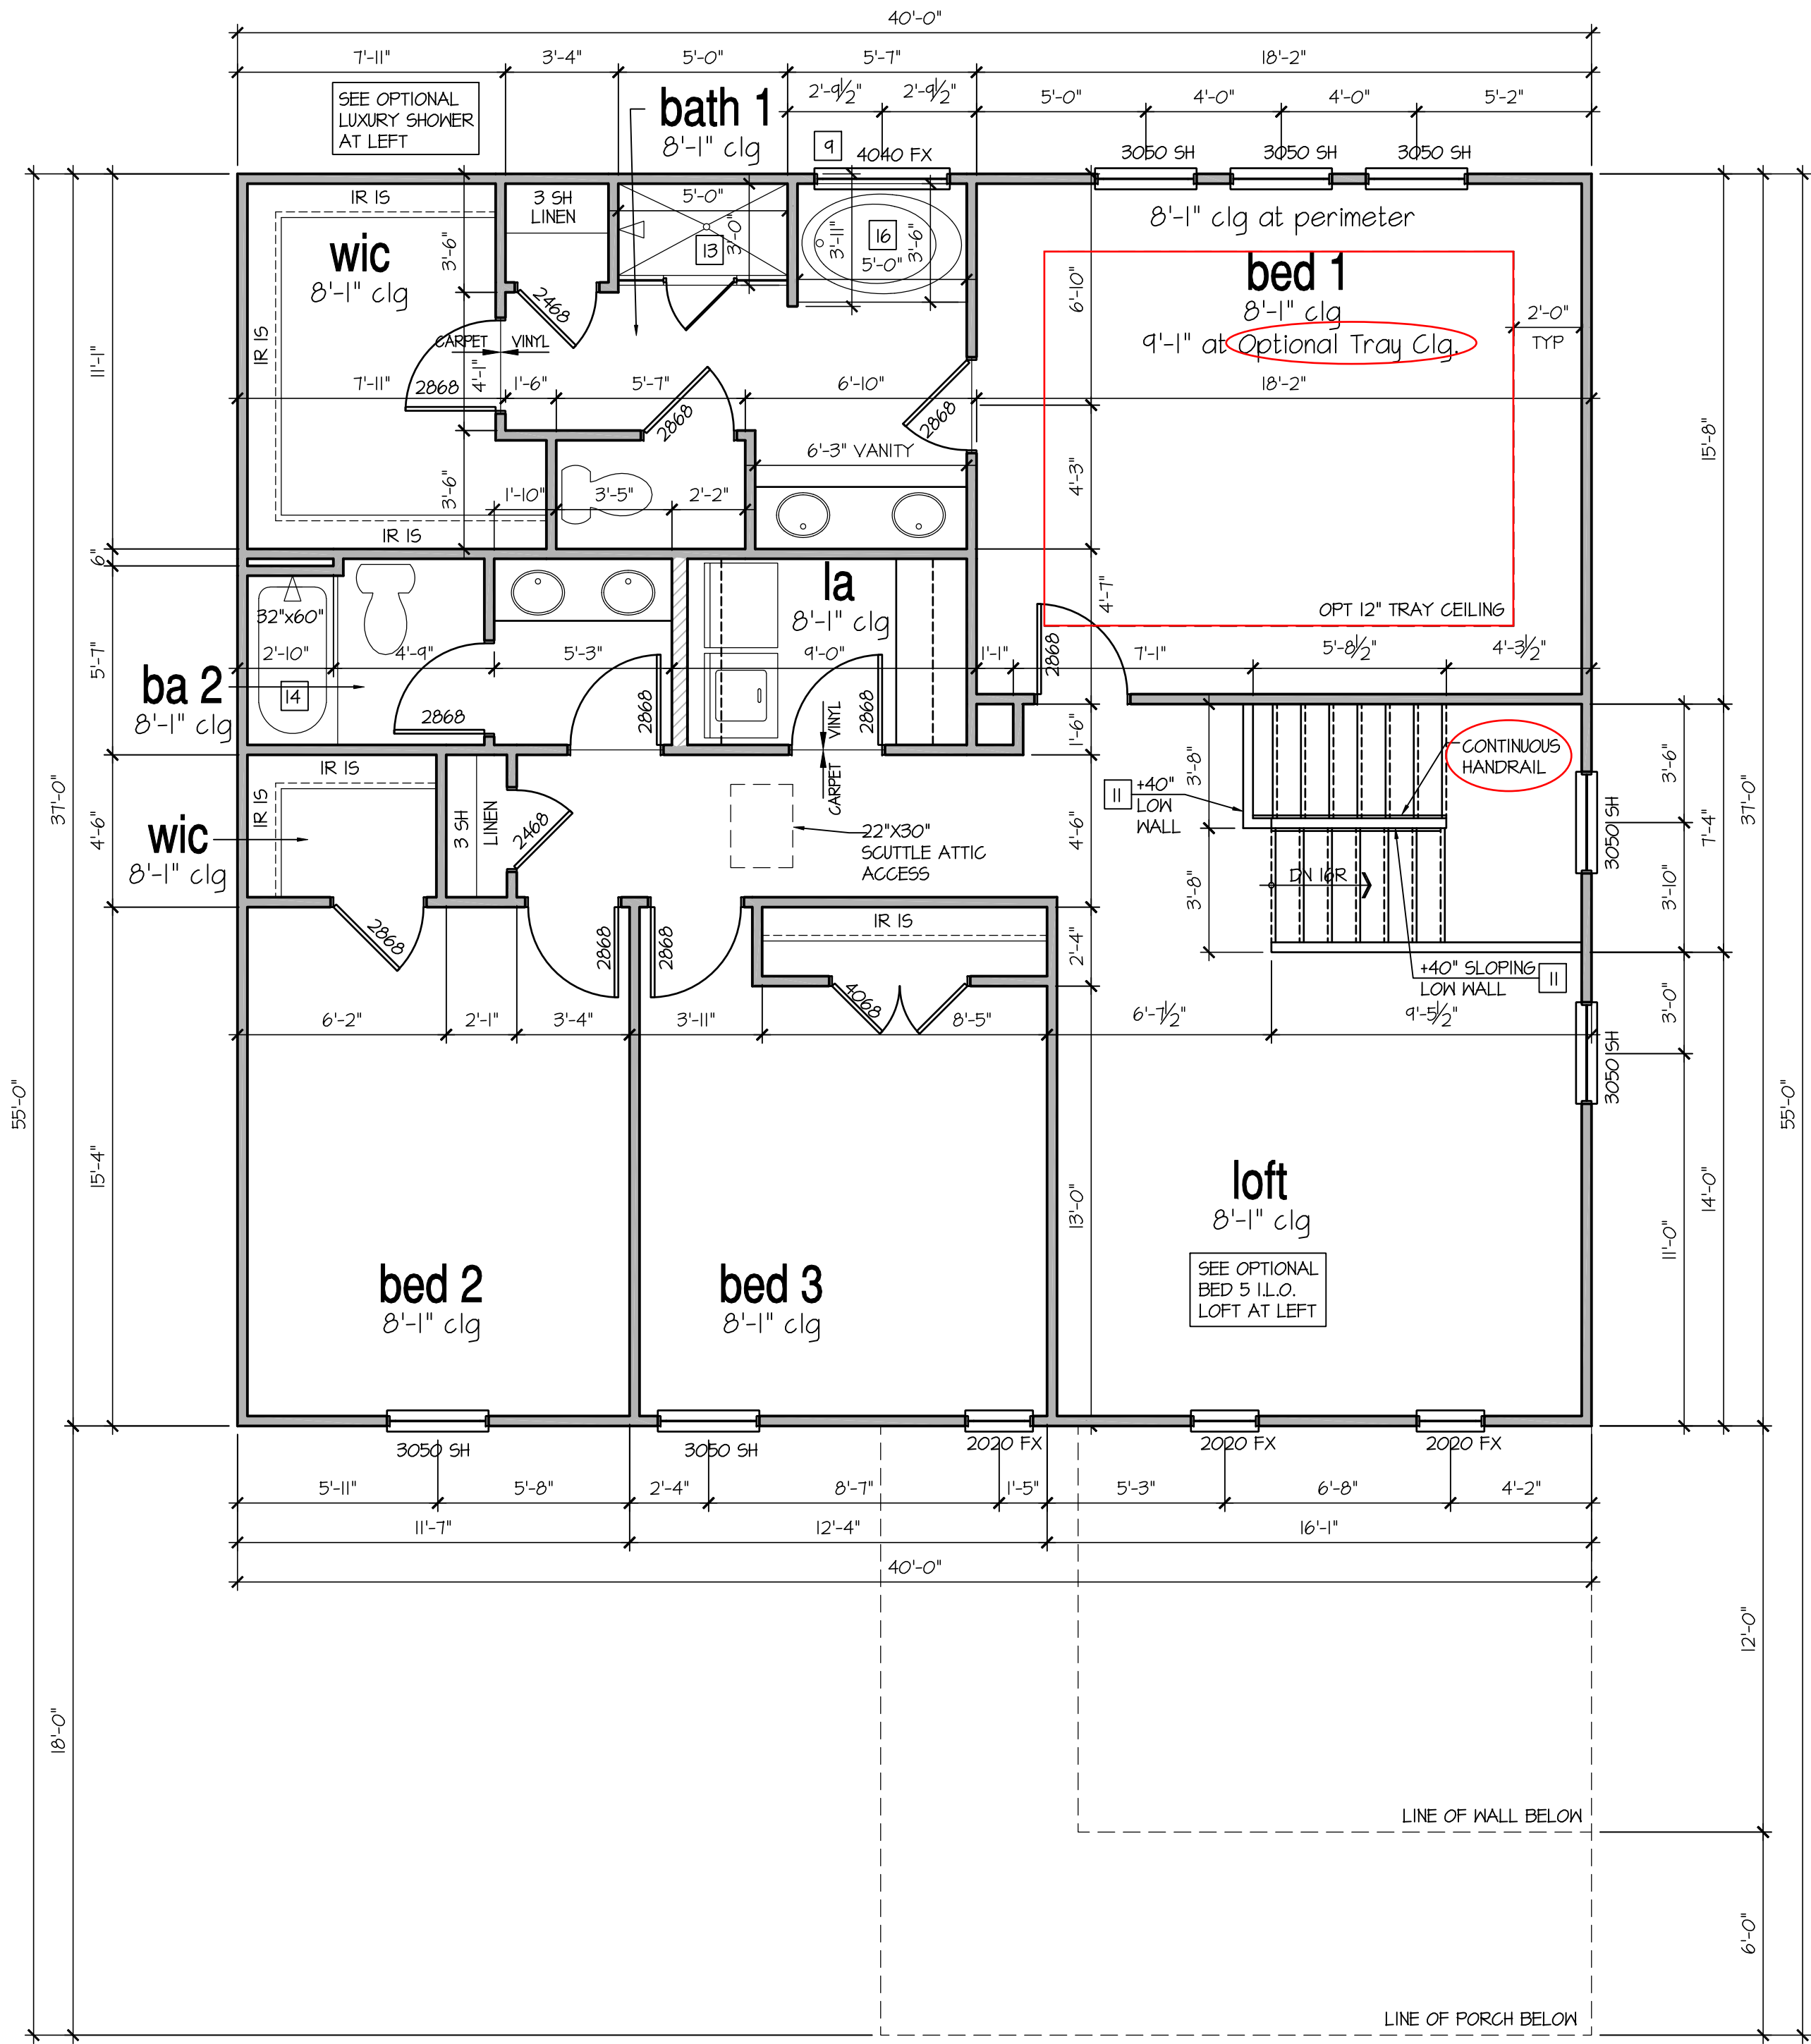 40'-0"
7'-11" 3'-4" 5'-0" 5'-7" 18'-2"
2'-9½" 2'-9½" 5'-0" 4'-0" 4'-0" 5'-2"
SEE OPTIONAL
LUXURY SHOWER
AT LEFT
bath 1
8'-1" clg
9
4040 FX
3050 SH 3050 SH 3050 SH
8'-1" clg at perimeter
IR IS
IR IS
wic
8'-1" clg
3 SH
LINEN
3'-6"
5'-0"
13
3'-0"
3'-11"
16
3'-6"
5'-0"
bed 1
8'-1" clg
9'-1" at Optional Tray Clg.
2'-0"
TYP
6'-10"
11'-1"
15'-8"
2468
CARPET VINYL
4'-1"
2868
7'-11" 1'-6" 5'-7" 6'-10" 18'-2"
2868
2868
6'-3" VANITY
3'-6"
1'-10" 3'-5" 2'-2"
4'-3"
IR IS
6"
la
8'-1" clg
4'-7"
OPT 12" TRAY CEILING
32"x60"
2'-10" 4'-9" 5'-3" 9'-0" 1'-1" 7'-1" 5'-8½" 4'-3½"
5'-7"
14
ba 2
8'-1" clg
2868
2868
2868
2868
VINYL
CARPET
1'-6"
3'-8"
CONTINUOUS
HANDRAIL
3'-6"
11
+40"
LOW
WALL
3050 SH
7'-4"
37'-0"
37'-0"
4'-6"
IR IS
IR IS
wic
8'-1" clg
3 SH
LINEN
2468
22"X30"
SCUTTLE ATTIC
ACCESS
4'-6"
3'-8"
DN 16R
3'-10"
2868
2868
2868
IR IS
2'-4"
4068
+40" SLOPING
LOW WALL
11
6'-2" 2'-1" 3'-4" 3'-11" 8'-5" 6'-7½" 9'-5½"
3'-0"
3050 SH
55'-0"
55'-0"
15'-4"
13'-0"
14'-0"
11'-0"
loft
8'-1" clg
SEE OPTIONAL
BED 5 I.L.O.
LOFT AT LEFT
bed 2
8'-1" clg
bed 3
8'-1" clg
3050 SH 3050 SH 2020 FX 2020 FX 2020 FX
5'-11" 5'-8" 2'-4" 8'-7" 1'-5" 5'-3" 6'-8" 4'-2"
11'-7" 12'-4" 16'-1"
40'-0"
18'-0"
12'-0"
LINE OF WALL BELOW
6'-0"
LINE OF PORCH BELOW